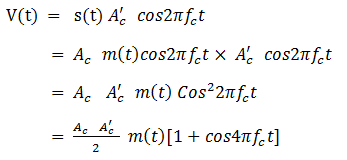 V(t) = s(t) A′c cos2πfct
= Ac m(t)cos2πfct × A′c cos2πfct
= Ac A′c m(t) Cos²2πfct
= Ac A′c / 2 m(t)[1 + cos4πfct]